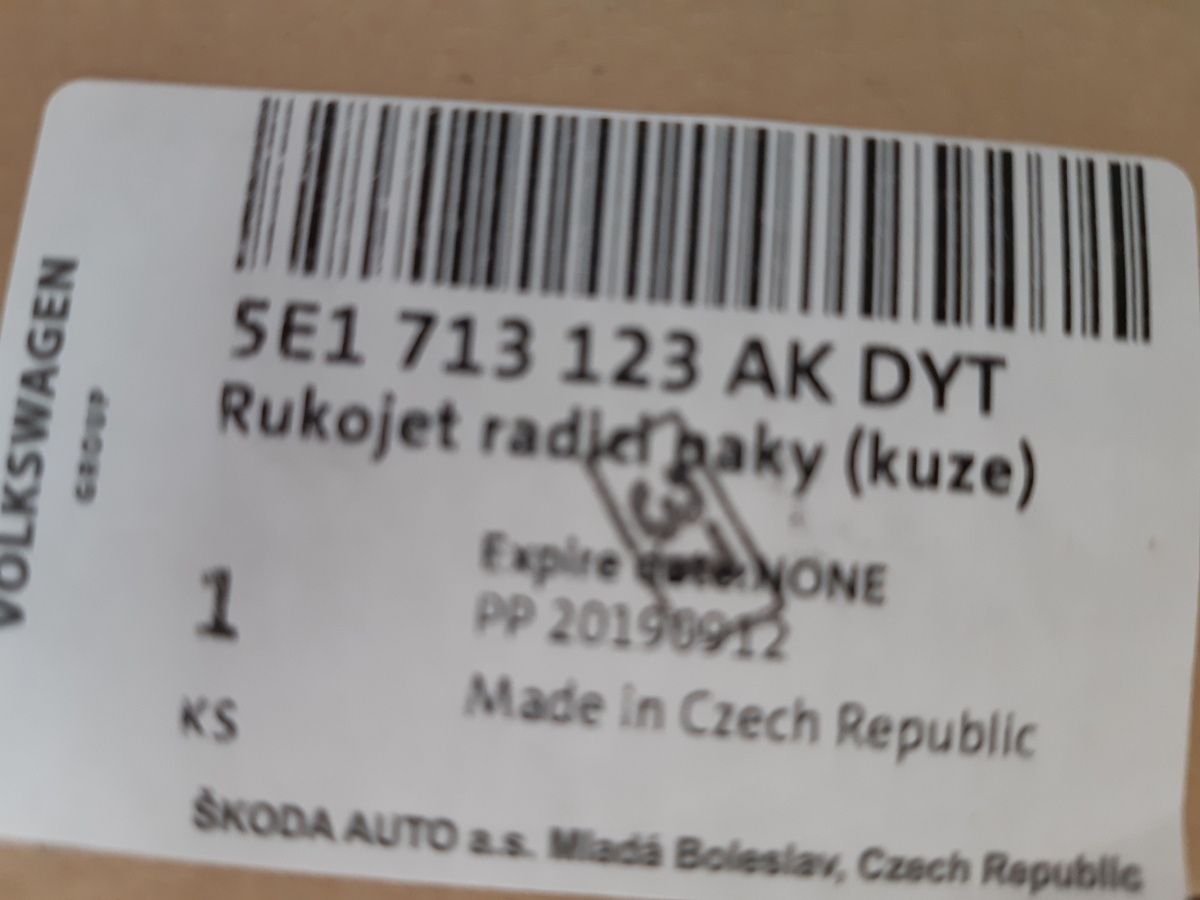 VOLKSWAGEN
GROUP
5E1 713 123 AK DYT
Rukojet radici paky (kuze)
Expire date:NONE
PP 20190912
1
KS
Made in Czech Republic
ŠKODA AUTO a.s. Mladá Boleslav, Czech Republic